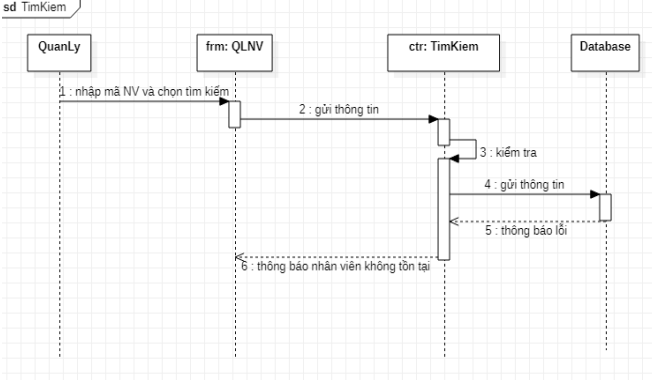 sd TimKiem
QuanLy
frm: QLNV
ctr: TimKiem
Database
1 : nhập mã NV và chọn tìm kiếm
2 : gửi thông tin
3 : kiểm tra
4 : gửi thông tin
5 : thông báo lỗi
6 : thông báo nhân viên không tồn tại